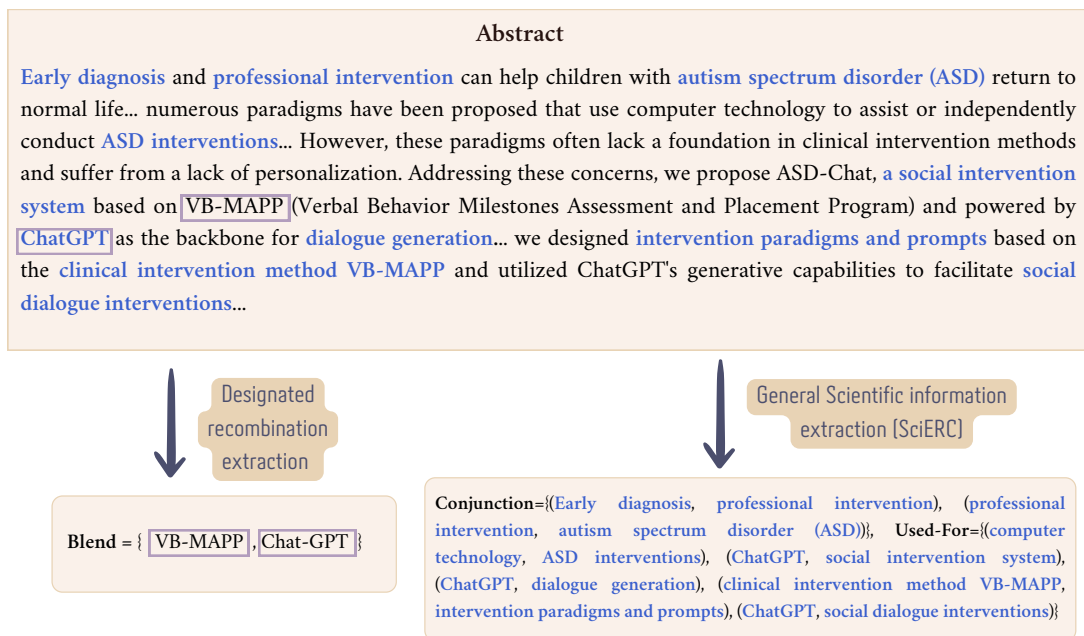 Abstract
Early diagnosis and professional intervention can help children with autism spectrum disorder (ASD) return to
normal life... numerous paradigms have been proposed that use computer technology to assist or independently
conduct ASD interventions... However, these paradigms often lack a foundation in clinical intervention methods
and suffer from a lack of personalization. Addressing these concerns, we propose ASD-Chat, a social intervention
system based on VB-MAPP (Verbal Behavior Milestones Assessment and Placement Program) and powered by
ChatGPT as the backbone for dialogue generation... we designed intervention paradigms and prompts based on
the clinical intervention method VB-MAPP and utilized ChatGPT's generative capabilities to facilitate social
dialogue interventions...
Designated
recombination
extraction
General Scientific information
extraction (SciERC)
Blend = { VB-MAPP , Chat-GPT }
Conjunction={(Early diagnosis, professional intervention), (professional
intervention, autism spectrum disorder (ASD))}, Used-For={(computer
technology, ASD interventions), (ChatGPT, social intervention system),
(ChatGPT, dialogue generation), (clinical intervention method VB-MAPP,
intervention paradigms and prompts), (ChatGPT, social dialogue interventions)}